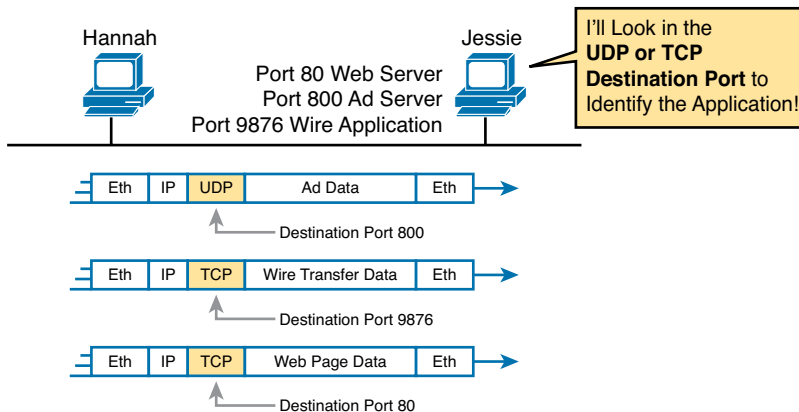 Hannah
Jessie
I'll Look in the
UDP or TCP
Destination Port to
Identify the Application!
Port 80 Web Server
Port 800 Ad Server
Port 9876 Wire Application
Eth IP UDP Ad Data Eth
Destination Port 800
Eth IP TCP Wire Transfer Data Eth
Destination Port 9876
Eth IP TCP Web Page Data Eth
Destination Port 80